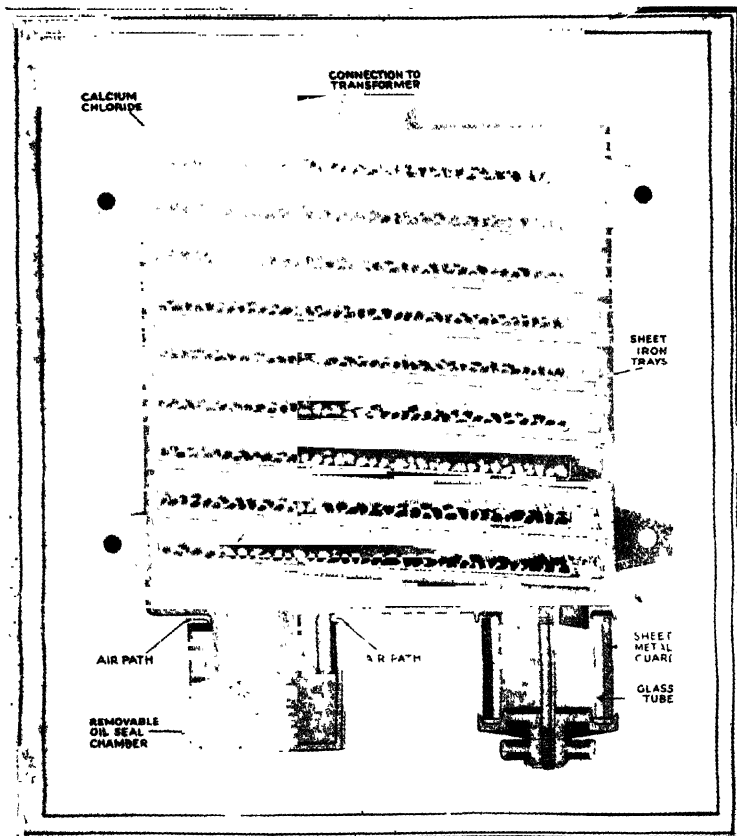 CONNECTION TO
TRANSFORMER
CALCIUM
CHLORIDE
SHEET
IRON
TRAYS
AIR PATH
AIR PATH
SHEET
METAL
GUARD
GLASS
TUBE
REMOVABLE
OIL SEAL
CHAMBER